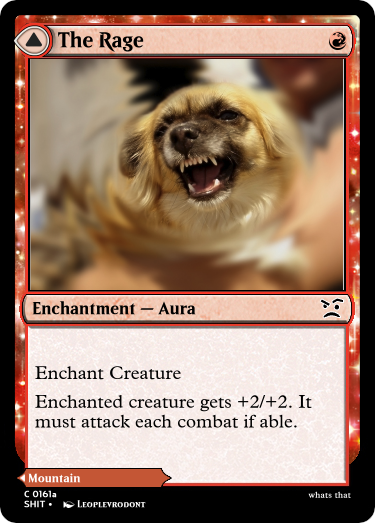 The Rage
Enchantment — Aura
Enchant Creature
Enchanted creature gets +2/+2. It
must attack each combat if able.
Mountain
C 0161a
SHIT • Leoplevrodont
whats that